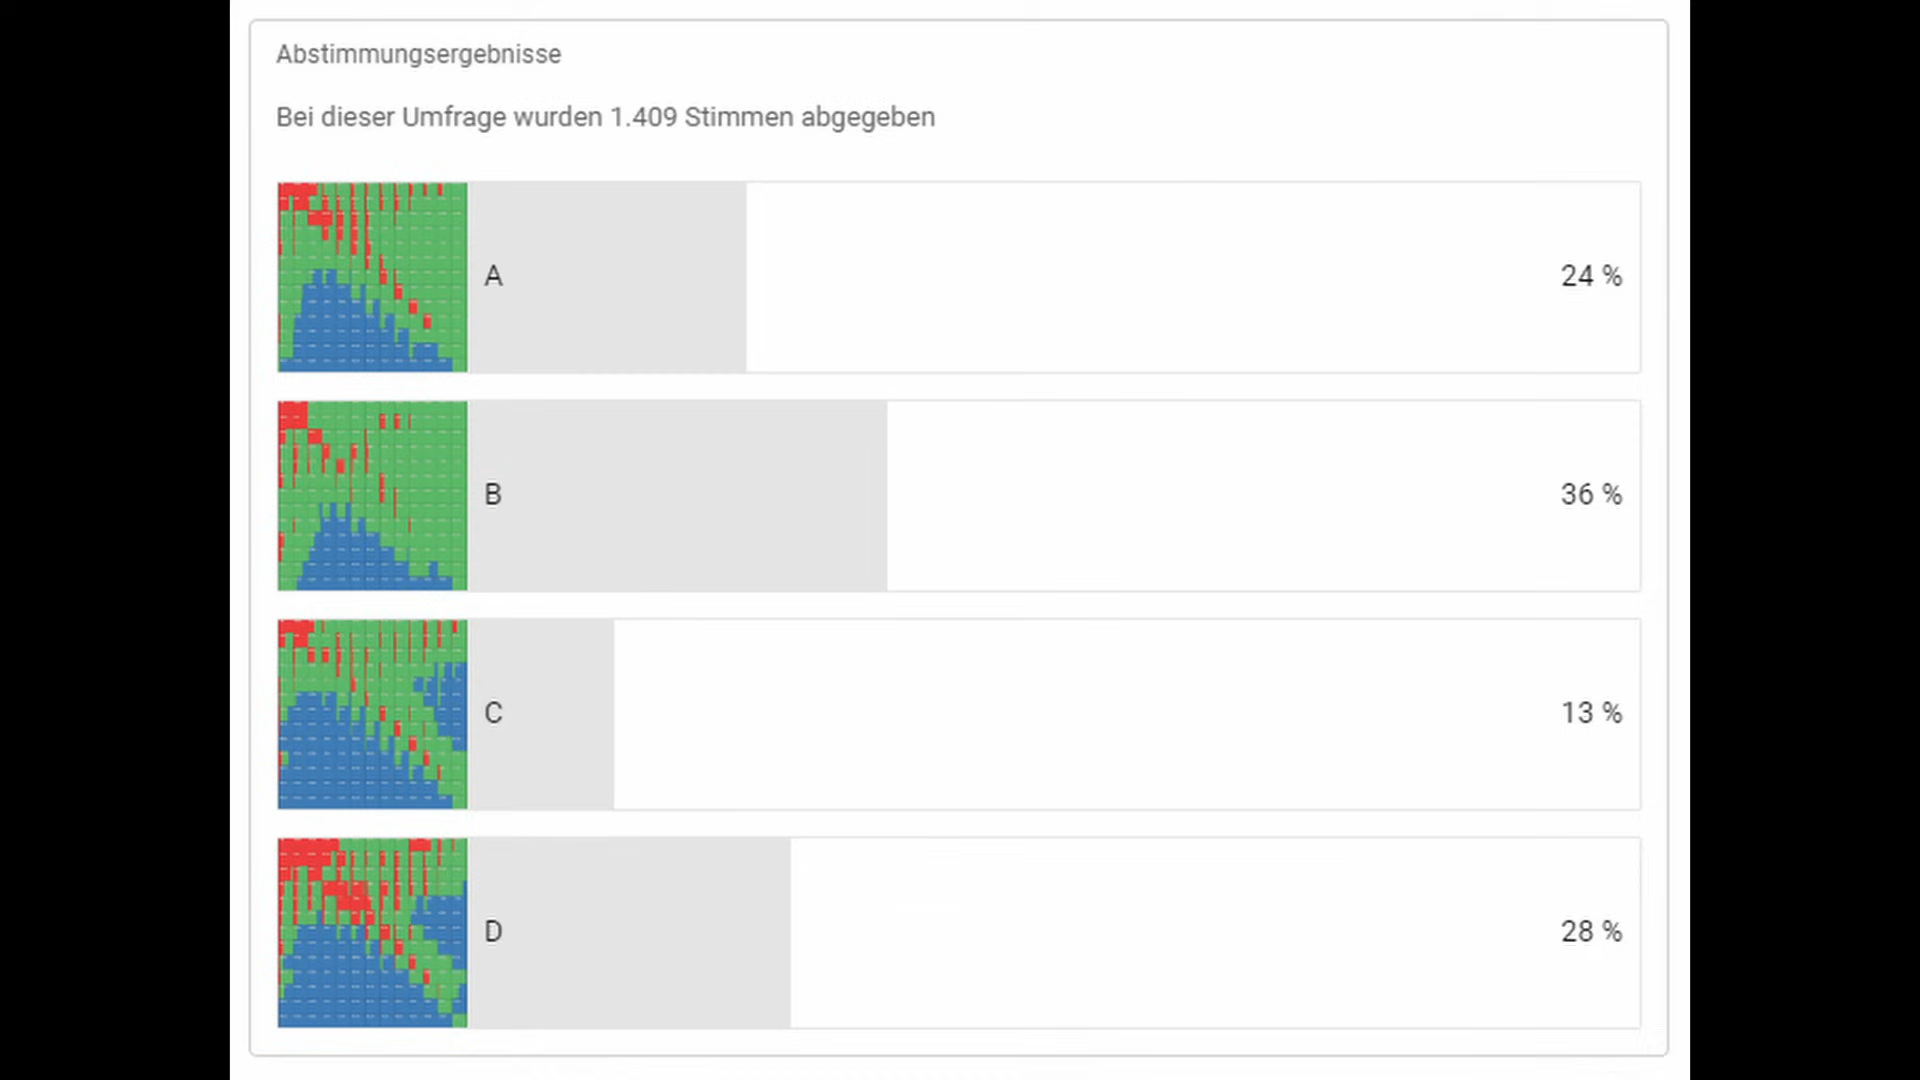 Abstimmungsergebnisse
Bei dieser Umfrage wurden 1.409 Stimmen abgegeben
A 24 %
B 36 %
C 13 %
D 28 %